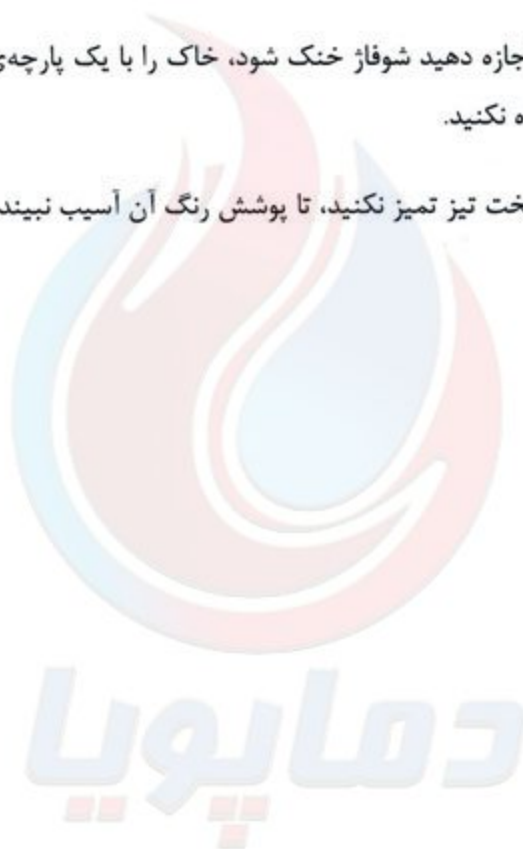 جازه دهید شوفاژ خنک شود، خاک را با یک پارچه‌ی
ه نکنید.
خت تیز تمیز نکنید، تا پوشش رنگ آن آسیب نبیند
دماپویا